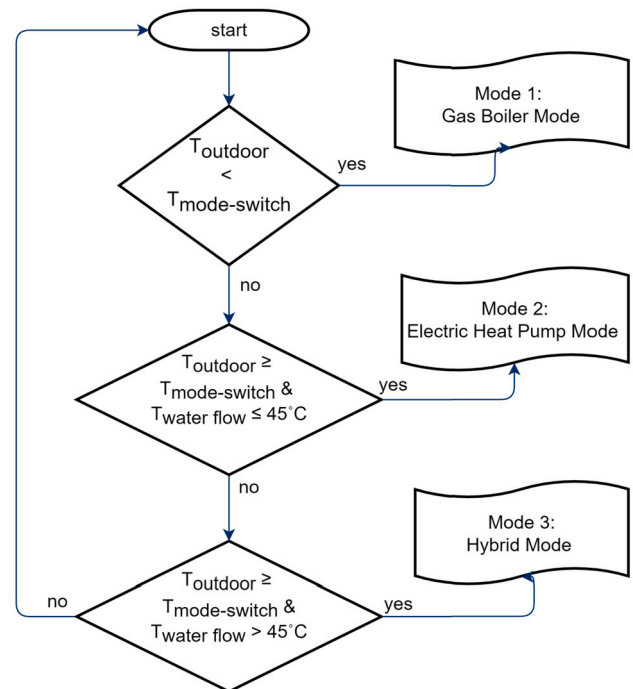 start
Toutdoor
<
Tmode-switch
yes
Mode 1:
Gas Boiler Mode
no
Toutdoor ≥
Tmode-switch &
Twater flow ≤ 45°C
yes
Mode 2:
Electric Heat Pump Mode
no
Toutdoor ≥
Tmode-switch &
Twater flow > 45°C
yes
Mode 3:
Hybrid Mode
no